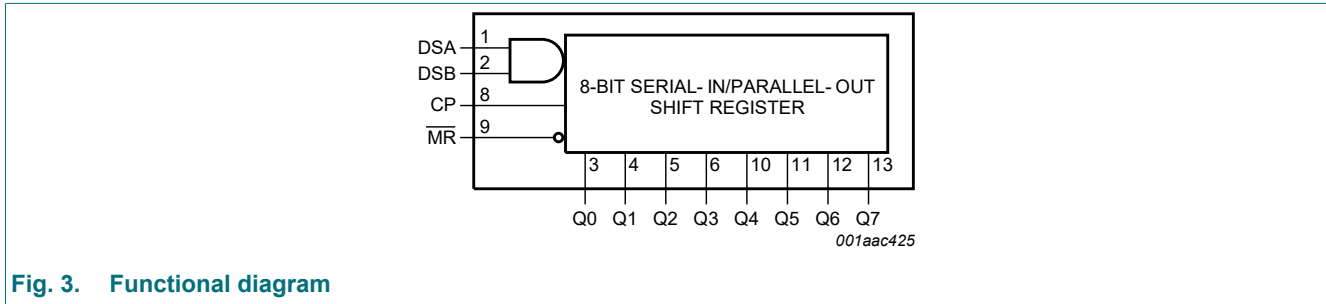 DSA 1
DSB 2
CP 8
MR 9
8-BIT SERIAL- IN/PARALLEL- OUT
SHIFT REGISTER
3 4 5 6 10 11 12 13
Q0 Q1 Q2 Q3 Q4 Q5 Q6 Q7
001aac425
Fig. 3. Functional diagram